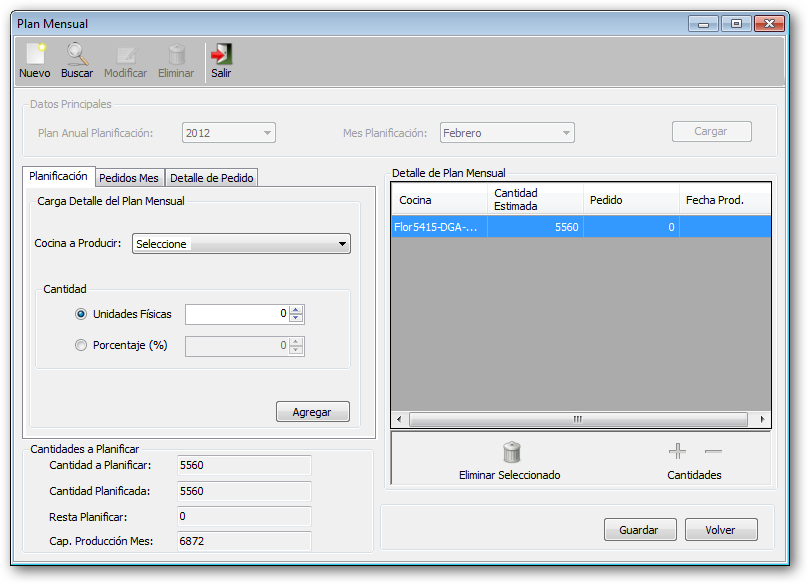 Plan Mensual
Nuevo Buscar Modificar Eliminar Salir
Datos Principales
Plan Anual Planificación: 2012 Mes Planificación: Febrero Cargar
Planificación Pedidos Mes Detalle de Pedido
Carga Detalle del Plan Mensual
Cocina a Producir: Seleccione
Cantidad
Unidades Físicas 0
Porcentaje (%) 0
Agregar
Cantidades a Planificar
Cantidad a Planificar: 5560
Cantidad Planificada: 5560
Resta Planificar: 0
Cap. Producción Mes: 6872
Detalle de Plan Mensual
Cocina Cantidad Estimada Pedido Fecha Prod.
Flor5415-DGA-... 5560 0
Eliminar Seleccionado Cantidades
Guardar Volver